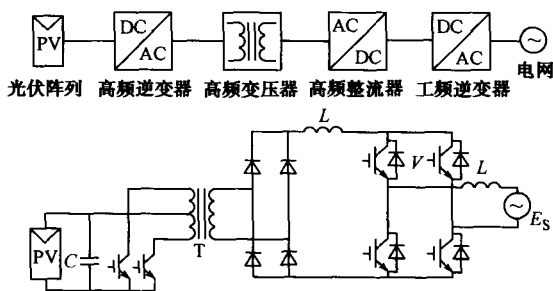 PV DC AC AC DC DC AC
光伏阵列 高频逆变器 高频变压器 高频整流器 工频逆变器 电网
L
V L
PV C T E_S